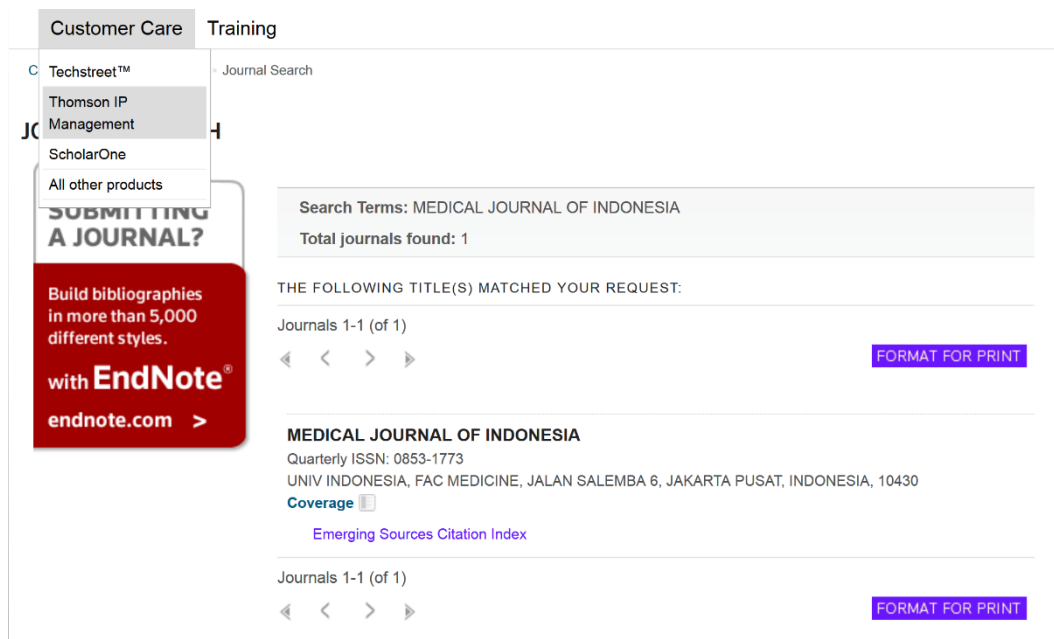 Customer Care Training
Techstreet™
Journal Search
Thomson IP
Management
ScholarOne
All other products
SUBMITTING
A JOURNAL?
Build bibliographies
in more than 5,000
different styles.
with EndNote®
endnote.com >
Search Terms: MEDICAL JOURNAL OF INDONESIA
Total journals found: 1
THE FOLLOWING TITLE(S) MATCHED YOUR REQUEST:
Journals 1-1 (of 1)
FORMAT FOR PRINT
MEDICAL JOURNAL OF INDONESIA
Quarterly ISSN: 0853-1773
UNIV INDONESIA, FAC MEDICINE, JALAN SALEMBA 6, JAKARTA PUSAT, INDONESIA, 10430
Coverage
Emerging Sources Citation Index
Journals 1-1 (of 1)
FORMAT FOR PRINT